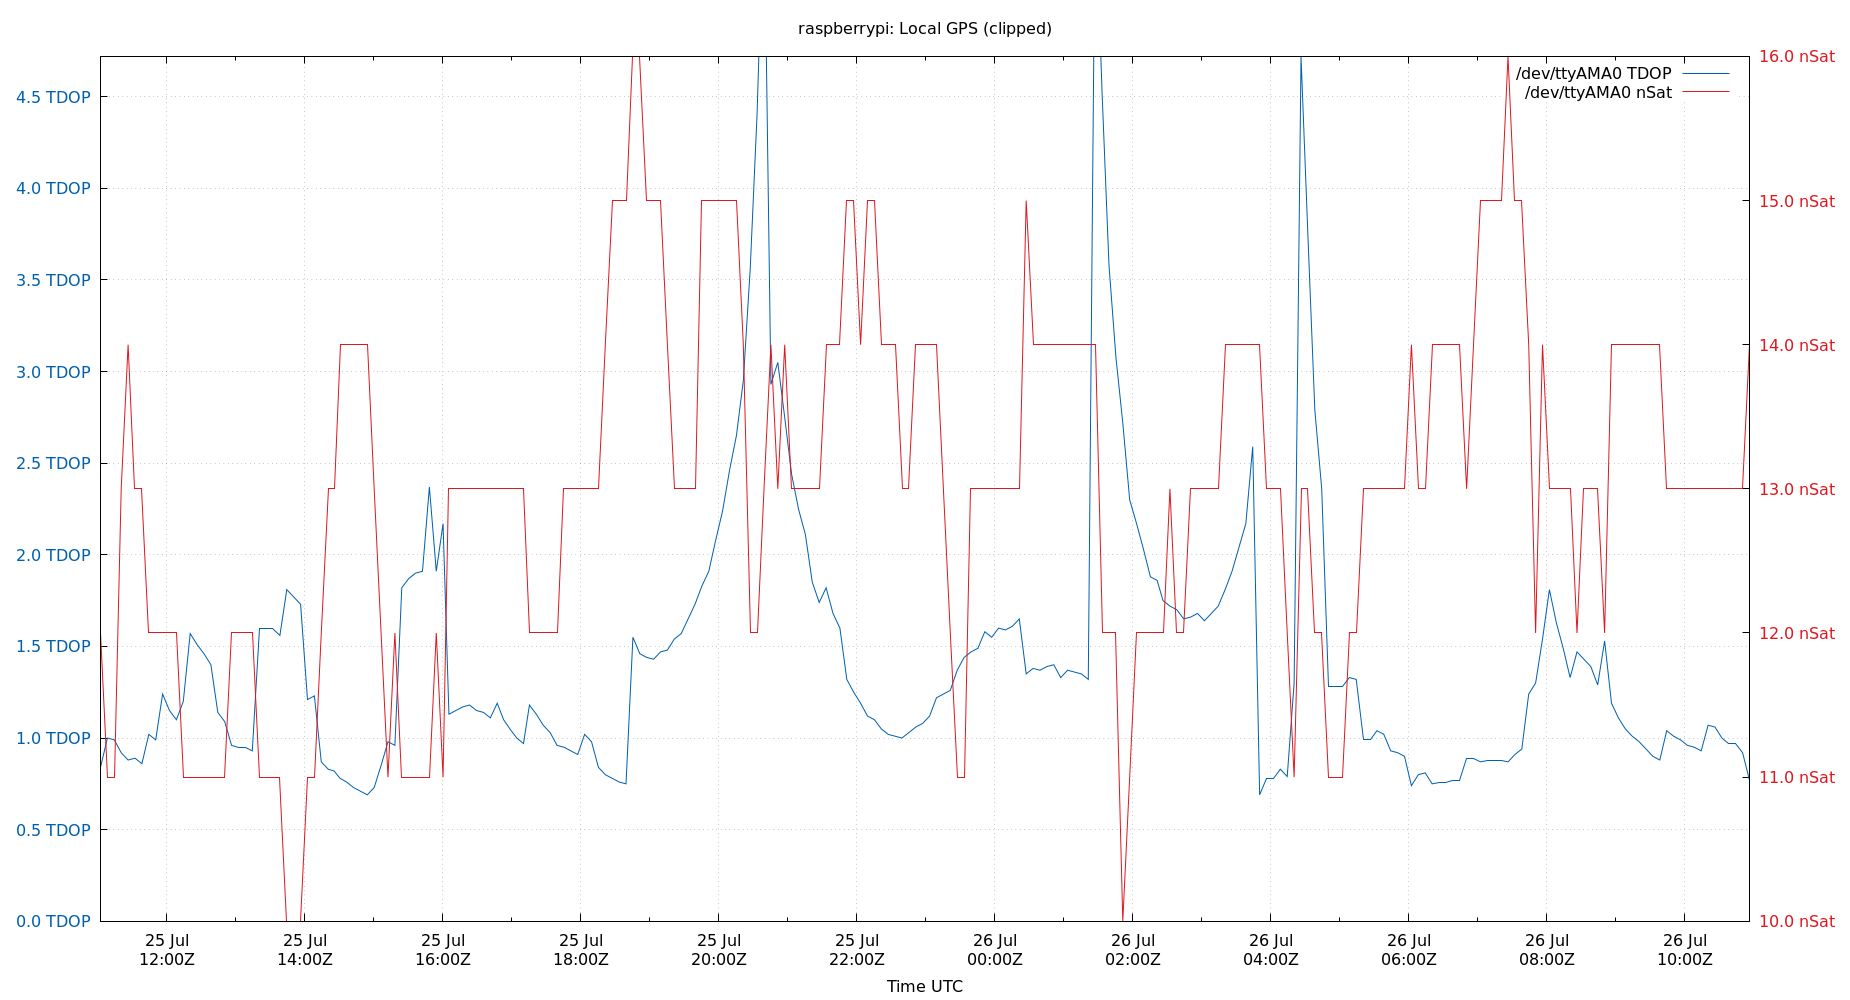 raspberrypi: Local GPS (clipped)
/dev/ttyAMA0 TDOP
/dev/ttyAMA0 nSat
4.5 TDOP
4.0 TDOP
3.5 TDOP
3.0 TDOP
2.5 TDOP
2.0 TDOP
1.5 TDOP
1.0 TDOP
0.5 TDOP
0.0 TDOP
16.0 nSat
15.0 nSat
14.0 nSat
13.0 nSat
12.0 nSat
11.0 nSat
10.0 nSat
25 Jul 25 Jul 25 Jul 25 Jul 25 Jul 25 Jul 26 Jul 26 Jul 26 Jul 26 Jul 26 Jul 26 Jul
12:00Z 14:00Z 16:00Z 18:00Z 20:00Z 22:00Z 00:00Z 02:00Z 04:00Z 06:00Z 08:00Z 10:00Z
Time UTC